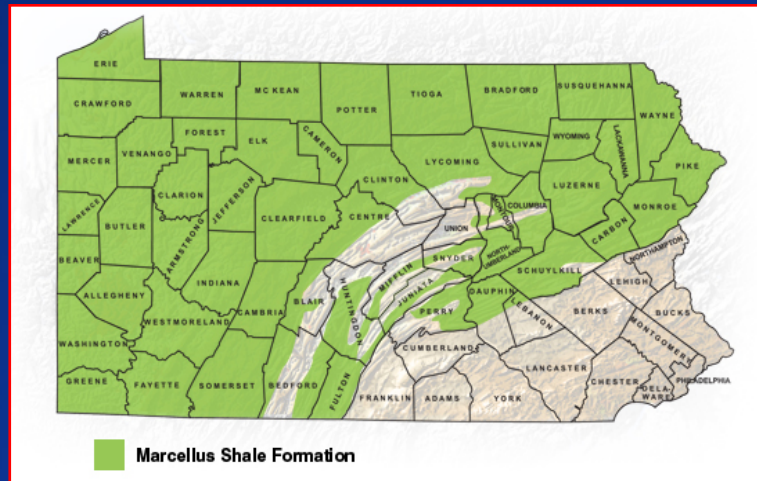 ERIE
CRAWFORD
WARREN
MC KEAN
POTTER
TIOGA
BRADFORD
SUSQUEHANNA
WAYNE
FOREST
ELK
CAMERON
SULLIVAN
WYOMING
LACKAWANNA
MERCER
VENANGO
CLINTON
LYCOMING
PIKE
CLARION
JEFFERSON
CLEARFIELD
CENTRE
UNION
MONTOUR
COLUMBIA
LUZERNE
MONROE
LAWRENCE
BUTLER
ARMSTRONG
CARBON
BEAVER
SNYDER
NORTH-
UMBERLAND
NORTHAMPTON
ALLEGHENY
INDIANA
CAMBRIA
BLAIR
HUNTINGDON
MIFFLIN
JUNIATA
SCHUYLKILL
LEHIGH
WESTMORELAND
PERRY
DAUPHIN
LEBANON
BERKS
BUCKS
WASHINGTON
CUMBERLAND
MONTGOMERY
GREENE
FAYETTE
SOMERSET
BEDFORD
FULTON
FRANKLIN
ADAMS
YORK
LANCASTER
CHESTER
DELA-
WARE
PHILADELPHIA
Marcellus Shale Formation